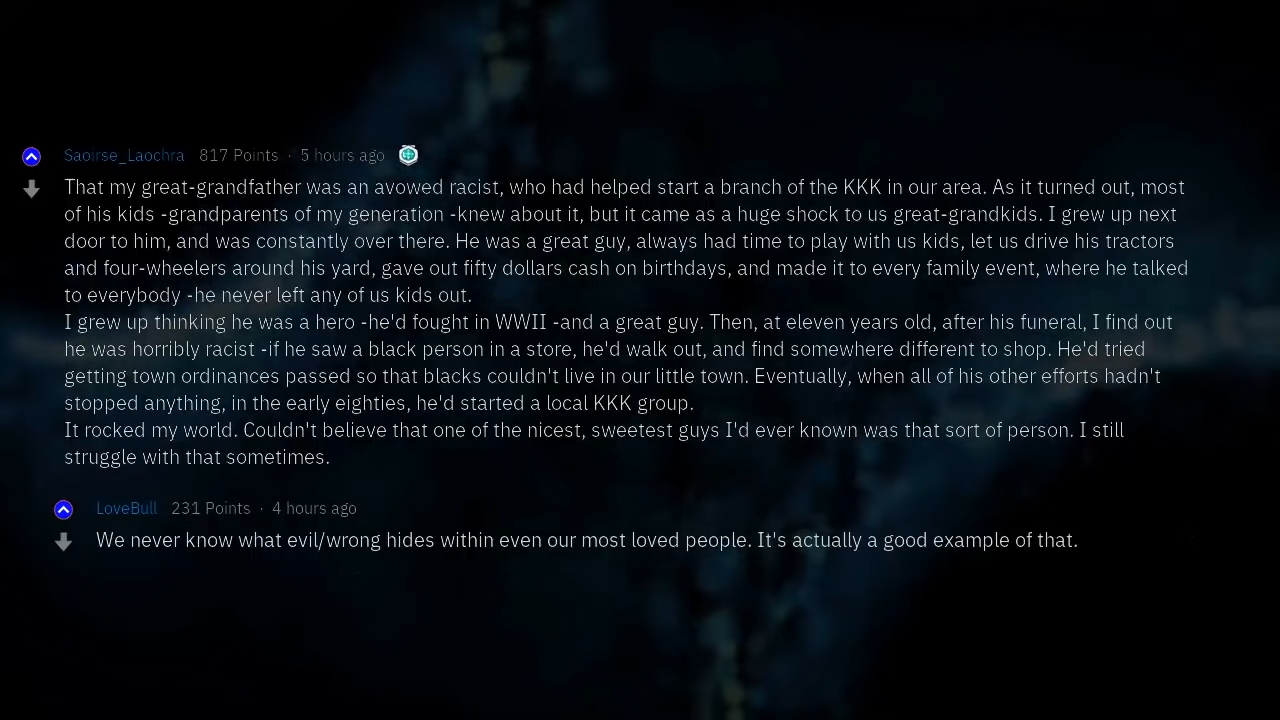 Saoirse_Laochra 817 Points · 5 hours ago
That my great-grandfather was an avowed racist, who had helped start a branch of the KKK in our area. As it turned out, most
of his kids -grandparents of my generation -knew about it, but it came as a huge shock to us great-grandkids. I grew up next
door to him, and was constantly over there. He was a great guy, always had time to play with us kids, let us drive his tractors
and four-wheelers around his yard, gave out fifty dollars cash on birthdays, and made it to every family event, where he talked
to everybody -he never left any of us kids out.
I grew up thinking he was a hero -he'd fought in WWII -and a great guy. Then, at eleven years old, after his funeral, I find out
he was horribly racist -if he saw a black person in a store, he'd walk out, and find somewhere different to shop. He'd tried
getting town ordinances passed so that blacks couldn't live in our little town. Eventually, when all of his other efforts hadn't
stopped anything, in the early eighties, he'd started a local KKK group.
It rocked my world. Couldn't believe that one of the nicest, sweetest guys I'd ever known was that sort of person. I still
struggle with that sometimes.
LoveBull 231 Points · 4 hours ago
We never know what evil/wrong hides within even our most loved people. It's actually a good example of that.